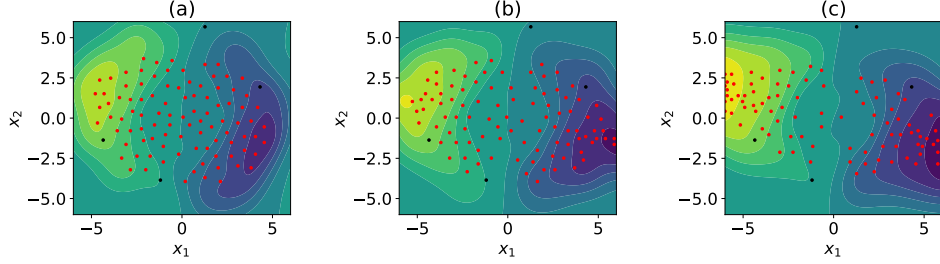 (a) (b) (c)
5.0 5.0 5.0
2.5 2.5 2.5
x₂ 0.0 x₂ 0.0 x₂ 0.0
−2.5 −2.5 −2.5
−5.0 −5.0 −5.0
−5 0 5 −5 0 5 −5 0 5
x₁ x₁ x₁